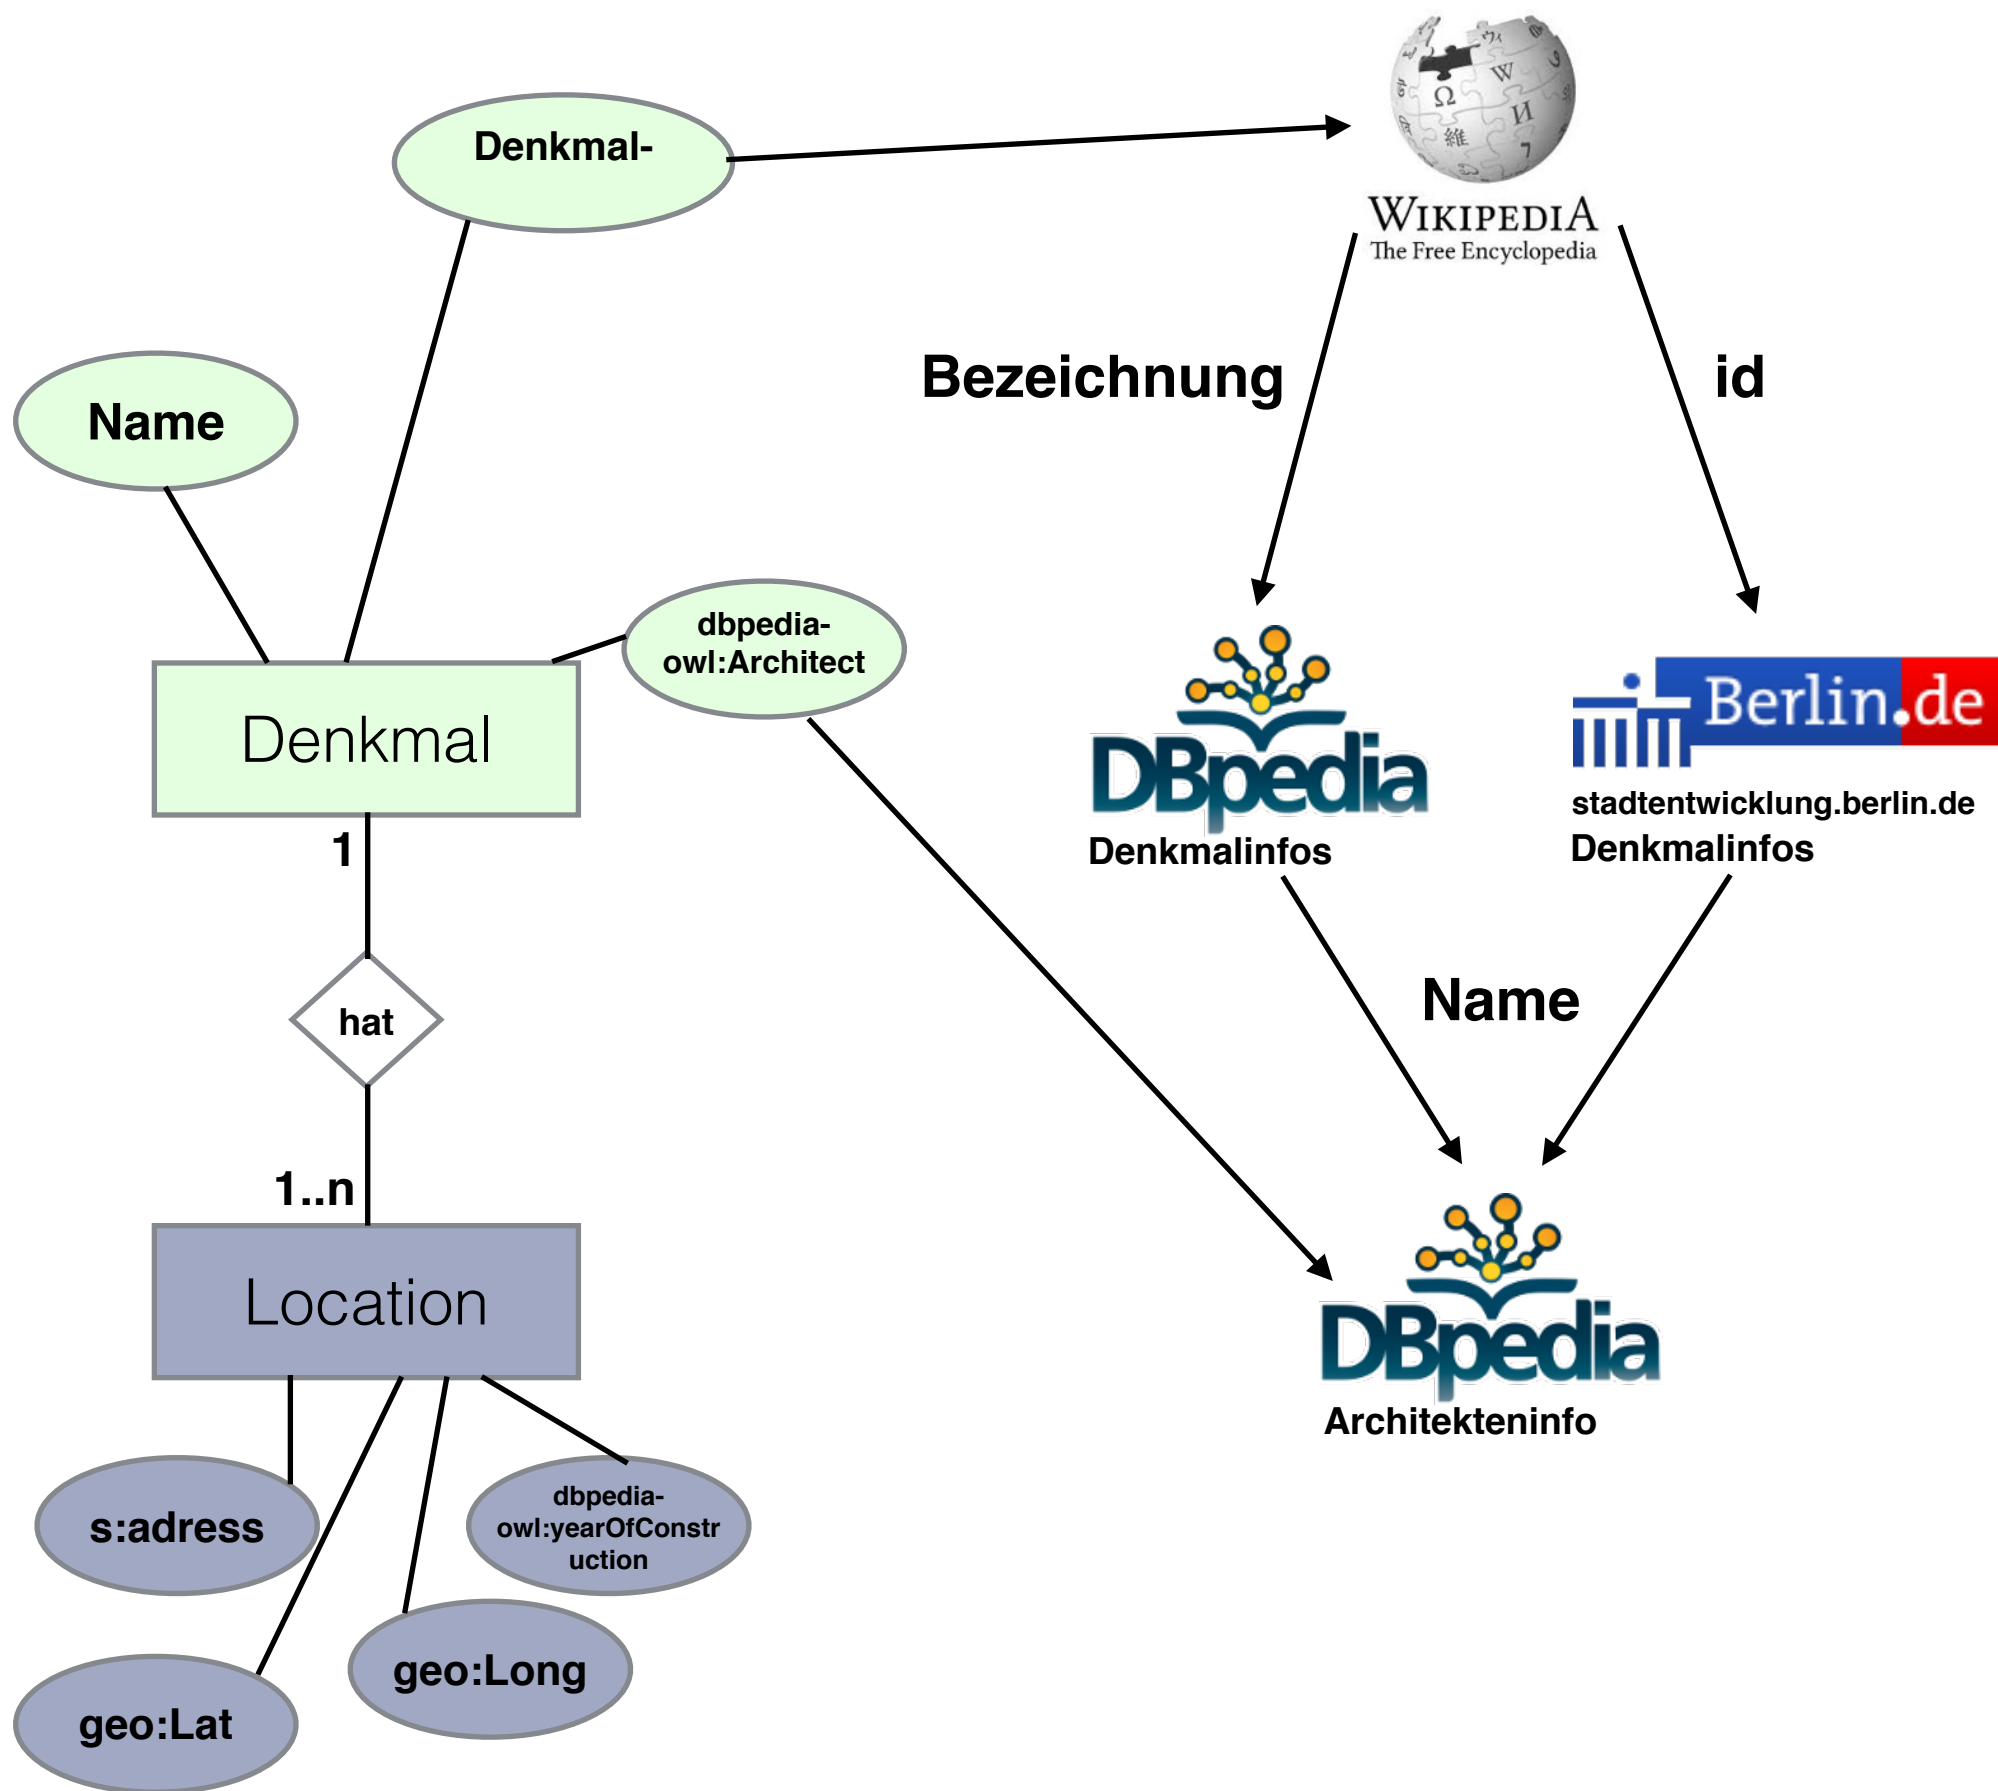 Denkmal-
WIKIPEDIA
The Free Encyclopedia
Bezeichnung
id
Name
dbpedia-
owl:Architect
Denkmal
DBpedia
Denkmalinfos
Berlin.de
stadtentwicklung.berlin.de
Denkmalinfos
1
hat
Name
1..n
Location
DBpedia
Architekteninfo
s:adress
dbpedia-
owl:yearOfConstr
uction
geo:Long
geo:Lat